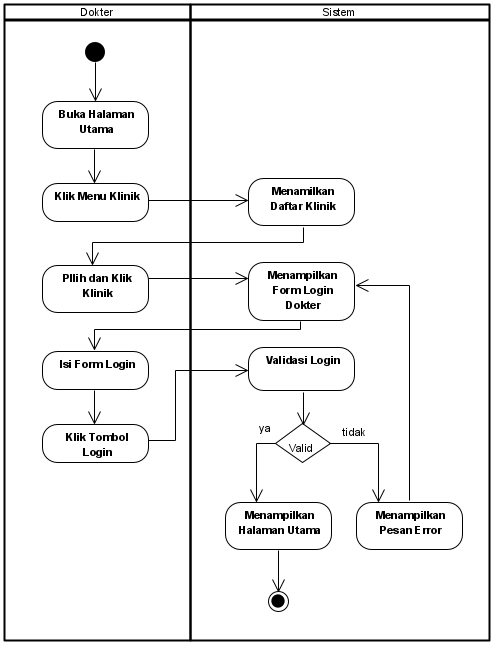 Dokter
Sistem
Buka Halaman
Utama
Klik Menu Klinik
Menamilkan
Daftar Klinik
PIlih dan Klik
Klinik
Menampilkan
Form Login
Dokter
Isi Form Login
Validasi Login
Klik Tombol
Login
ya
Valid
tidak
Menampilkan
Halaman Utama
Menampilkan
Pesan Error